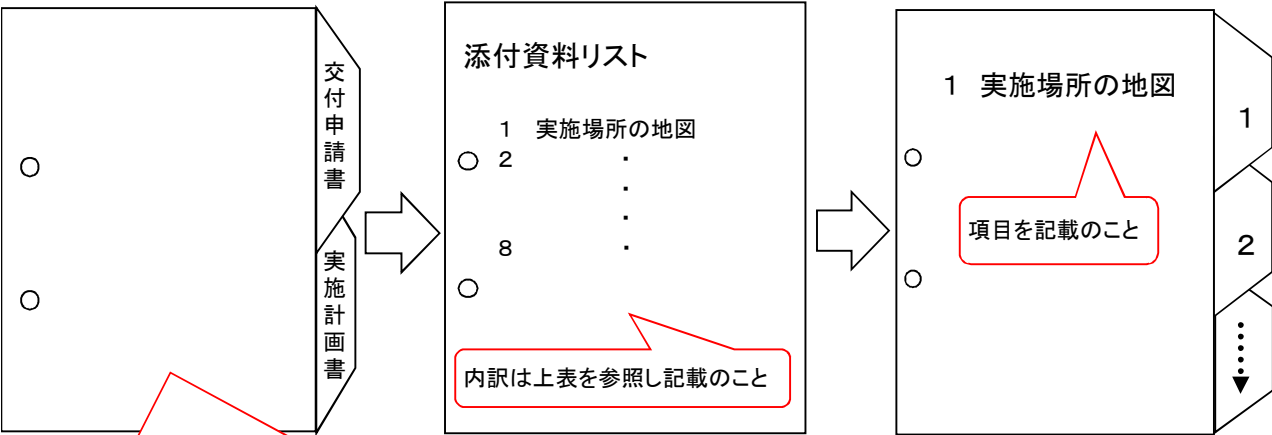 交付申請書
実施計画書
添付資料リスト
1 実施場所の地図
2 ・
・
・
8 ・
内訳は上表を参照し記載のこと
1 実施場所の地図
項目を記載のこと
1
2